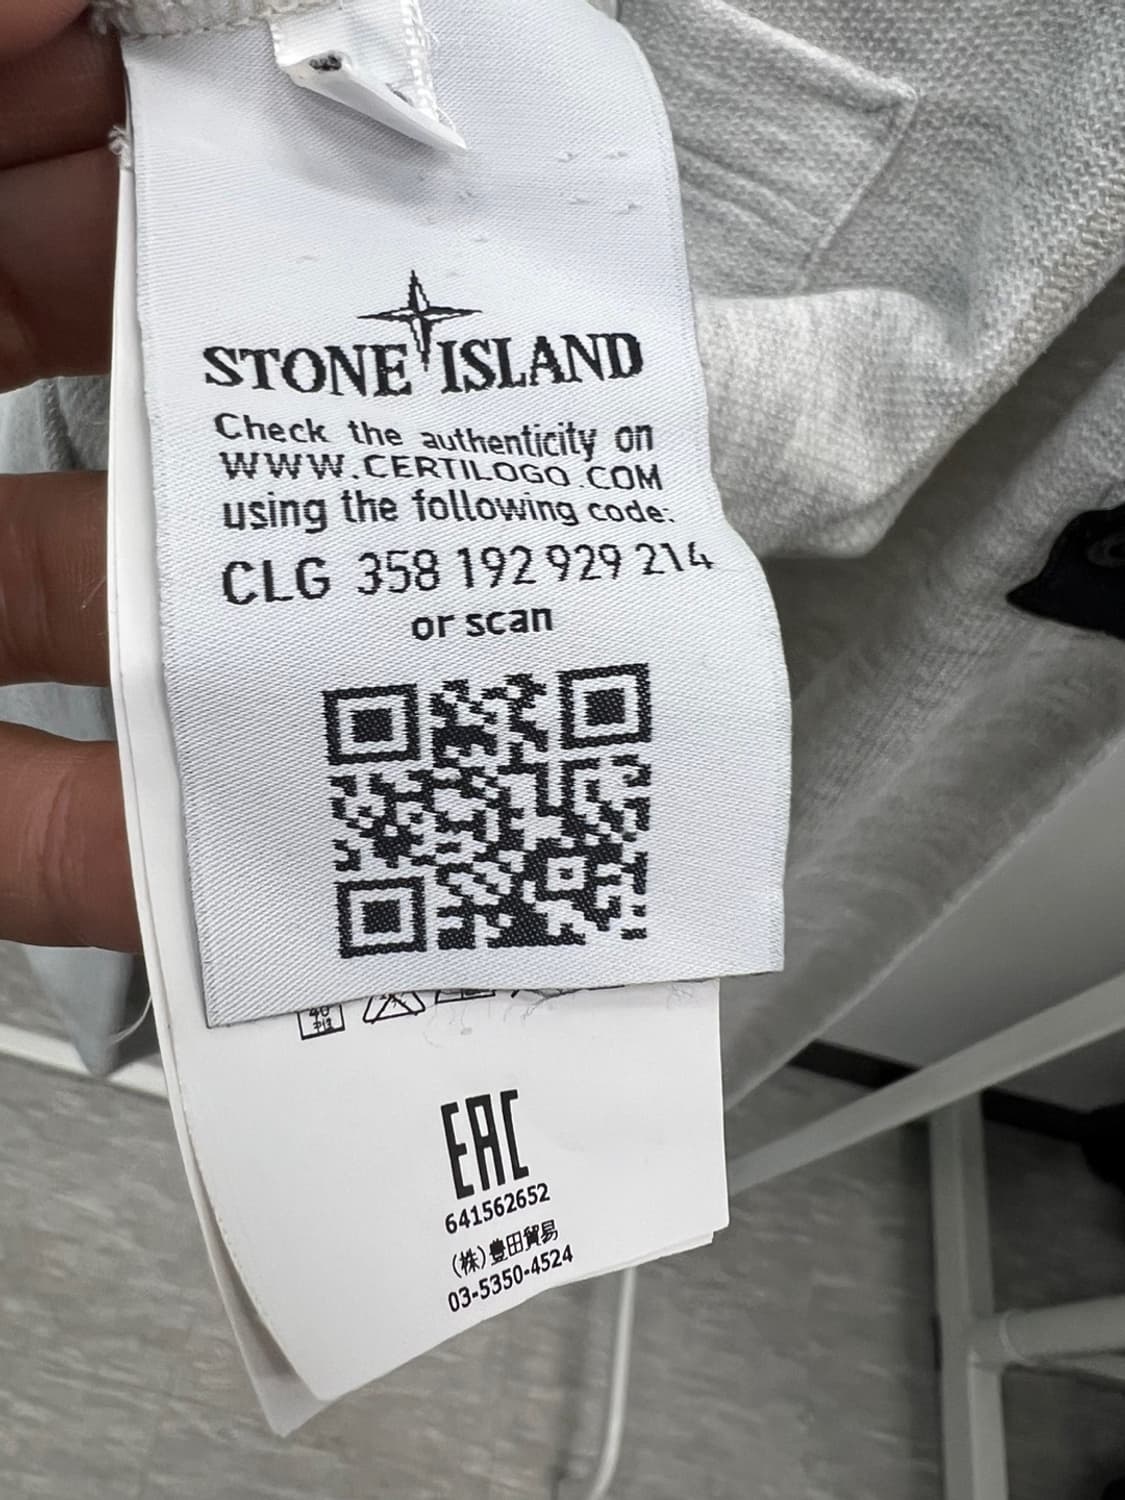 STONE ISLAND
Check the authenticity on
WWW.CERTILOGO.COM
using the following code:
CLG 358 192 929 214
or scan
40
EAC
641562652
(株)豊田貿易
03-5350-4524